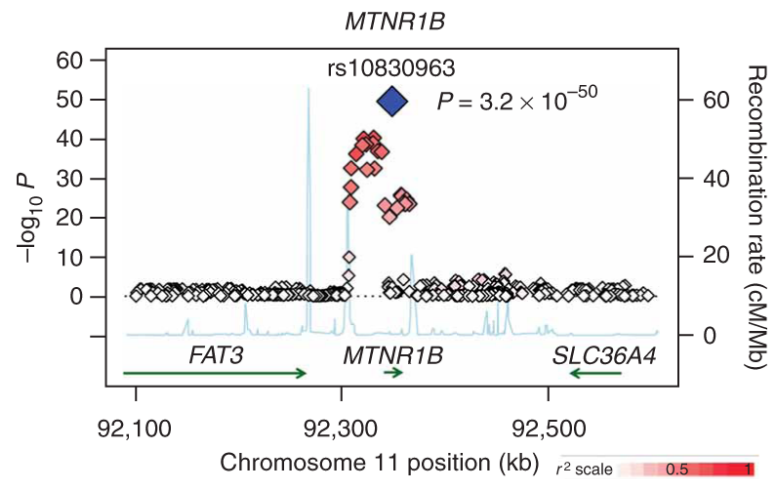 MTNR1B
60
50
40
30
20
10
0
–log10 P
rs10830963
P = 3.2 × 10–50
60
40
20
0
Recombination rate (cM/Mb)
FAT3
MTNR1B
SLC36A4
92,100
92,300
92,500
Chromosome 11 position (kb)
r2 scale
0.5
1